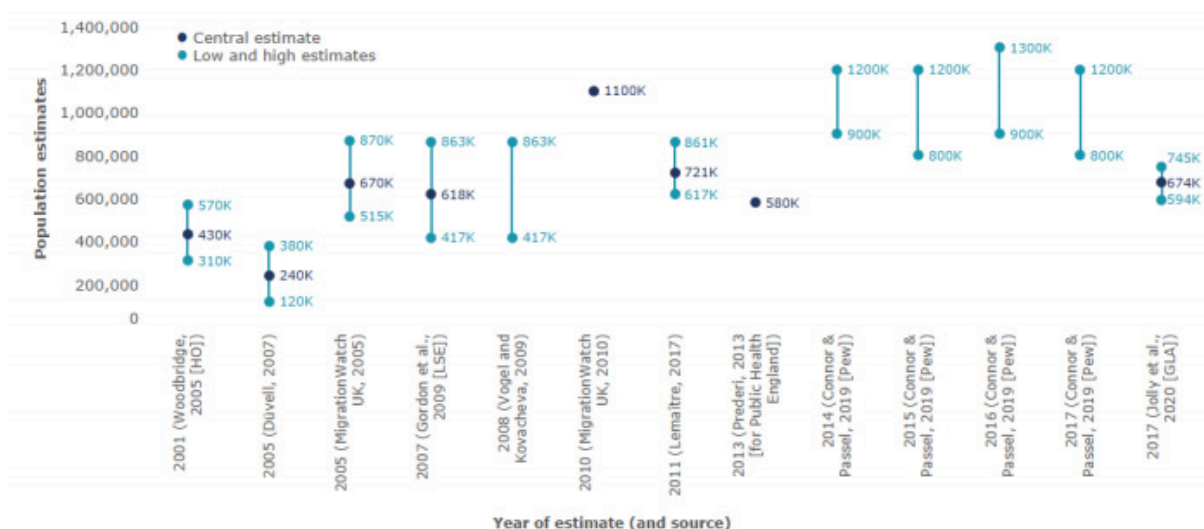 1,400,000
1,200,000
1,000,000
800,000
600,000
400,000
200,000
0
Population estimates
Central estimate
Low and high estimates
570K
430K
310K
380K
240K
120K
870K
670K
515K
863K
618K
417K
863K
417K
1100K
861K
721K
617K
580K
1200K
900K
1200K
800K
1300K
900K
1200K
800K
745K
674K
594K
2001 (Woodbridge,
2005 [HO])
2005 (Düvell, 2007)
2005 (MigrationWatch
UK, 2005)
2007 (Gordon et al.,
2009 [LSE])
2008 (Vogel and
Kovacheva, 2009)
2010 (MigrationWatch
UK, 2010)
2011 (Lemaître, 2017)
2013 (Prederi, 2013
[for Public Health
England])
2014 (Connor &
Passel, 2019 [Pew])
2015 (Connor &
Passel, 2019 [Pew])
2016 (Connor &
Passel, 2019 [Pew])
2017 (Connor &
Passel, 2019 [Pew])
2017 (Jolly et al.,
2020 [GLA])
Year of estimate (and source)